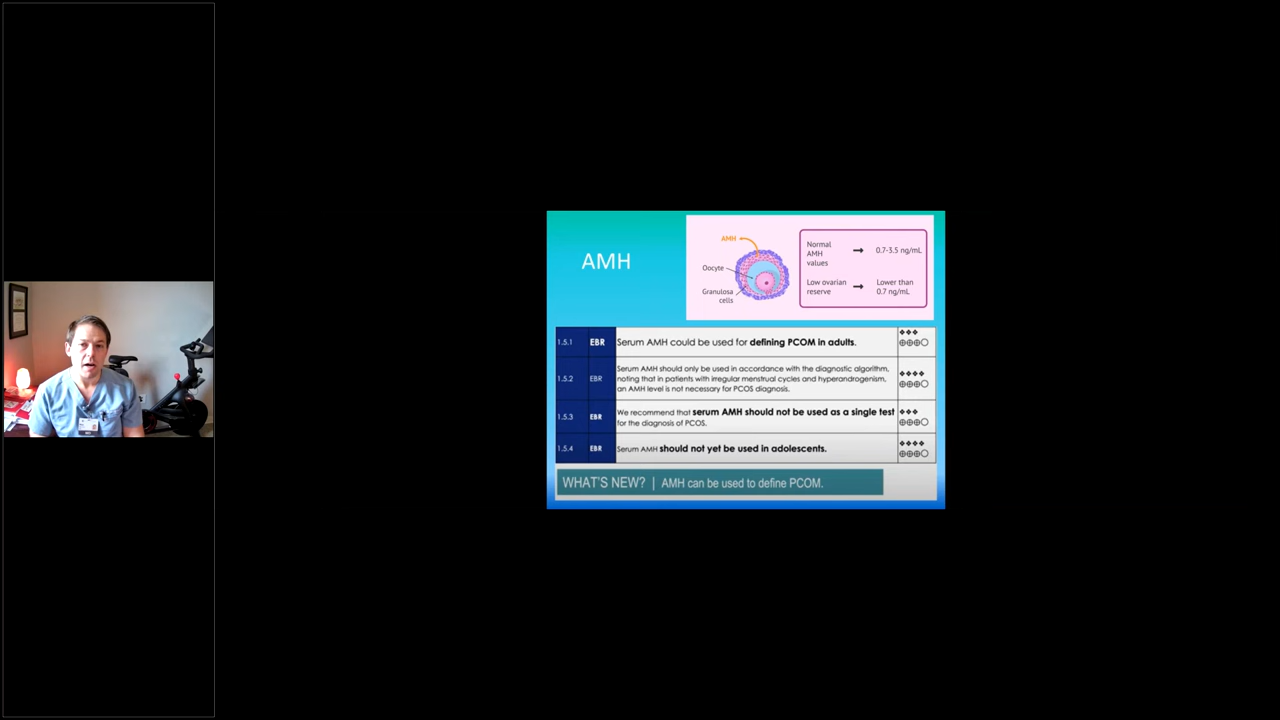 AMH
AMH
Oocyte
Granulosa
cells
Normal
AMH
values
0.7-3.5 ng/mL
Low ovarian
reserve
Lower than
0.7 ng/mL
1.5.1 EBR Serum AMH could be used for defining PCOM in adults.
1.5.2 EBR Serum AMH should only be used in accordance with the diagnostic algorithm,
noting that in patients with irregular menstrual cycles and hyperandrogenism,
an AMH level is not necessary for PCOS diagnosis.
1.5.3 EBR We recommend that serum AMH should not be used as a single test
for the diagnosis of PCOS.
1.5.4 EBR Serum AMH should not yet be used in adolescents.
WHAT'S NEW? | AMH can be used to define PCOM.